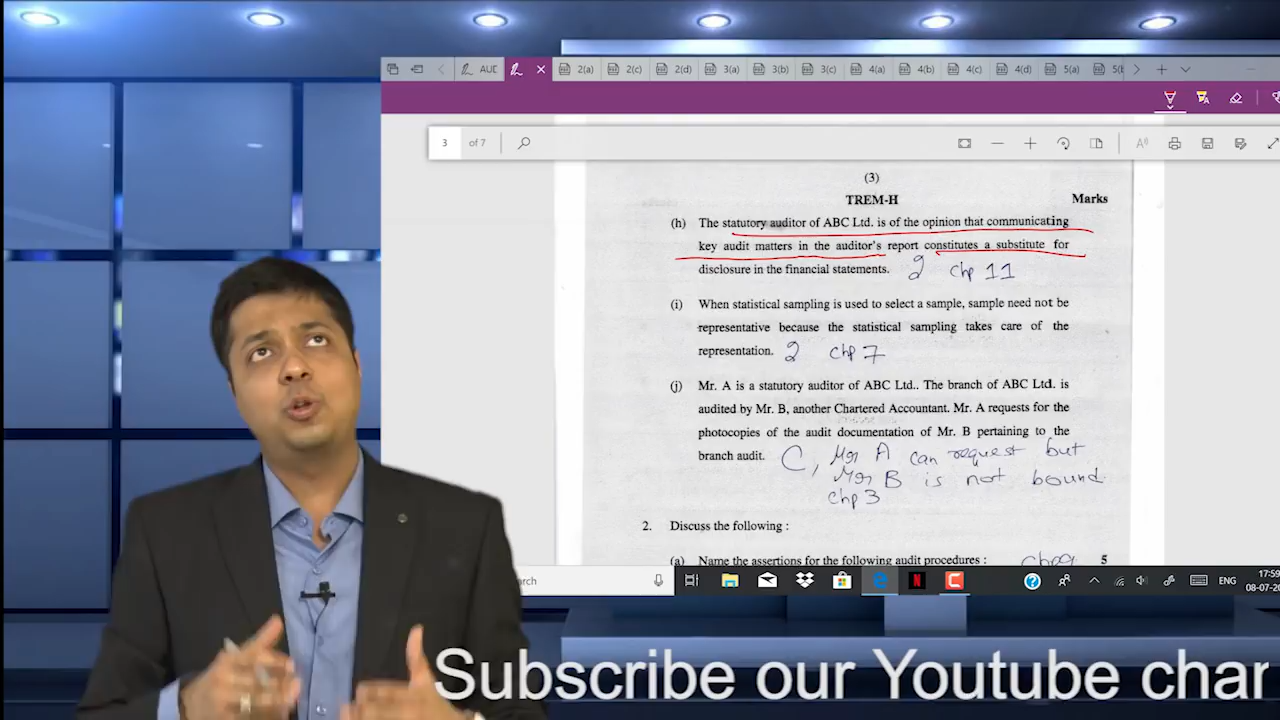 AUD
2(a)
2(c)
2(d)
3(a)
3(b)
3(c)
4(a)
4(b)
4(c)
4(d)
5(a)
3 of 7
(3)
TREM-H Marks
(h) The statutory auditor of ABC Ltd. is of the opinion that communicating
key audit matters in the auditor's report constitutes a substitute for
disclosure in the financial statements. 2 chp 11
(i) When statistical sampling is used to select a sample, sample need not be
representative because the statistical sampling takes care of the
representation. 2 chp 7
(j) Mr. A is a statutory auditor of ABC Ltd.. The branch of ABC Ltd. is
audited by Mr. B, another Chartered Accountant. Mr. A requests for the
photocopies of the audit documentation of Mr. B pertaining to the
branch audit. C, Mr A can request but
Mr B is not bound.
chp 3
2. Discuss the following :
(a) Name the assertions for the following audit procedures : 5
ENG
17:59
Subscribe our Youtube char